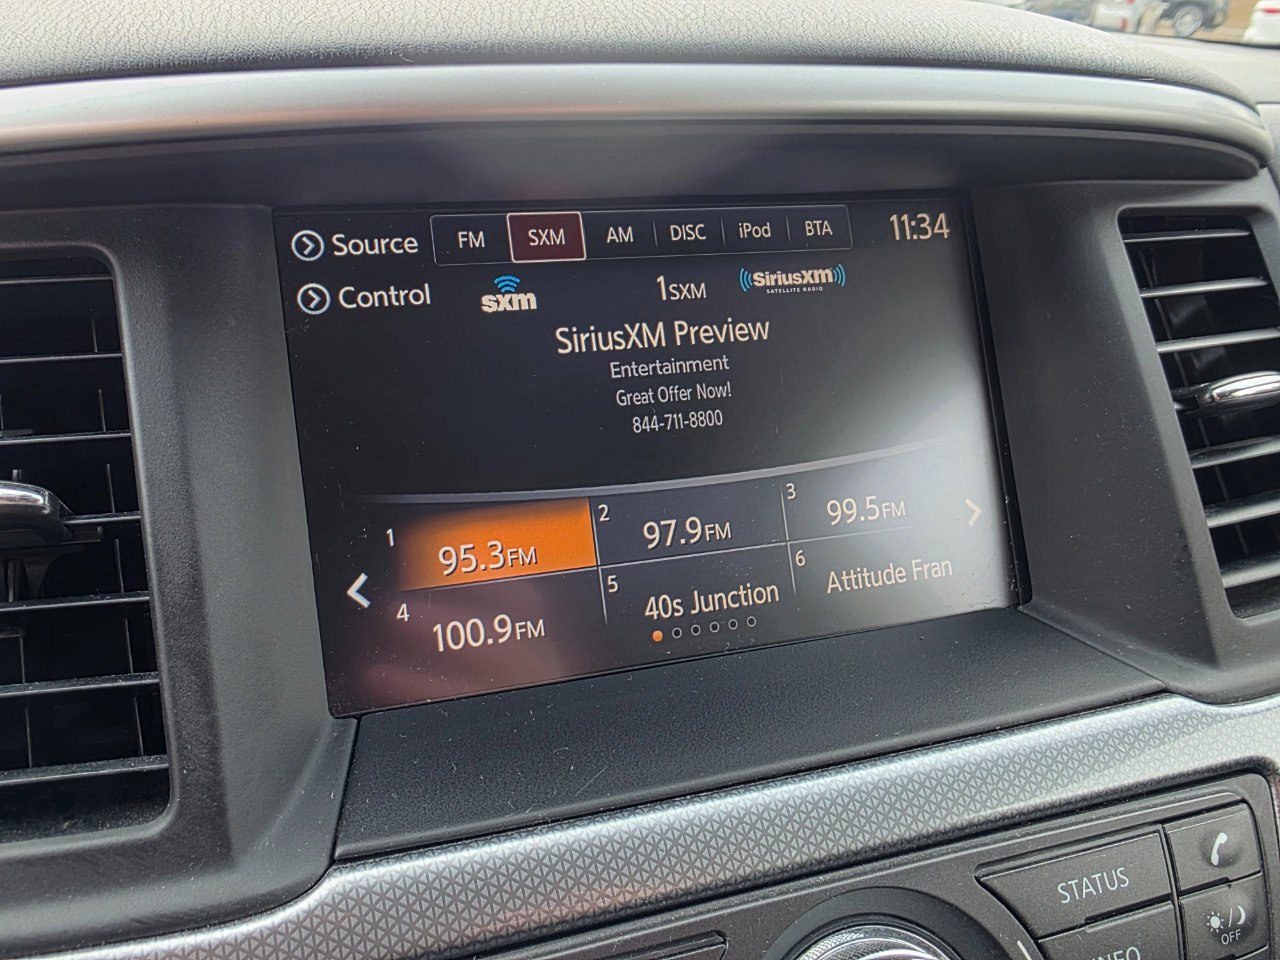 Source FM SXM AM DISC iPod BTA 11:34
Control sxm 1SXM SiriusXM
SATELLITE RADIO
SiriusXM Preview
Entertainment
Great Offer Now!
844-711-8800
1 95.3FM 2 97.9FM 3 99.5FM
4 100.9FM 5 40s Junction 6 Attitude Fran
STATUS
OFF
INFO